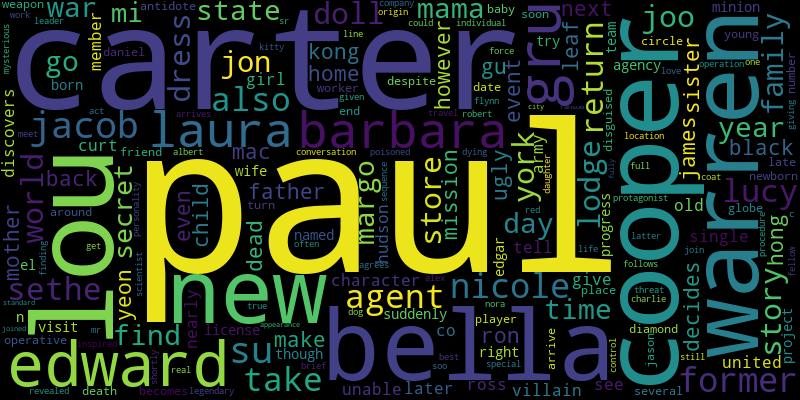 weapon war antidote state sr doll mama company baby soon next minion individual
leader work mi carter origin young
mysterious member daniel dress jon kong line joo circle leaf try team
go born girl home gu despite event gru agency love operation one family
discovers jacob also worker date force flynn however return number giving
act meet laura given end robert travel city barbara disguised james sister year
curt friend arrives albert conversation poisoned dying york army lodge location black
world back secret mac wife father turn margo store mission ugly daughter full late newborn
lou paul cooper warren lucy
mother around even child named often hudson sequence edgar day red tell life progress protagonist coat old globe
get personality dead agrees alex latter single procedure c
el finding yeon new character nicole give place follows join story hong
sethe scientist nearly true appearance agent suddenly nora time threat charlie decides fellow
n standard visit find license dog player co ron arrive diamond project
joined mr inspired su make brief best right control jason still united
operative edward real shortly though bella soo special villain see former
revealed death becomes legendary take kitty unable later ross several